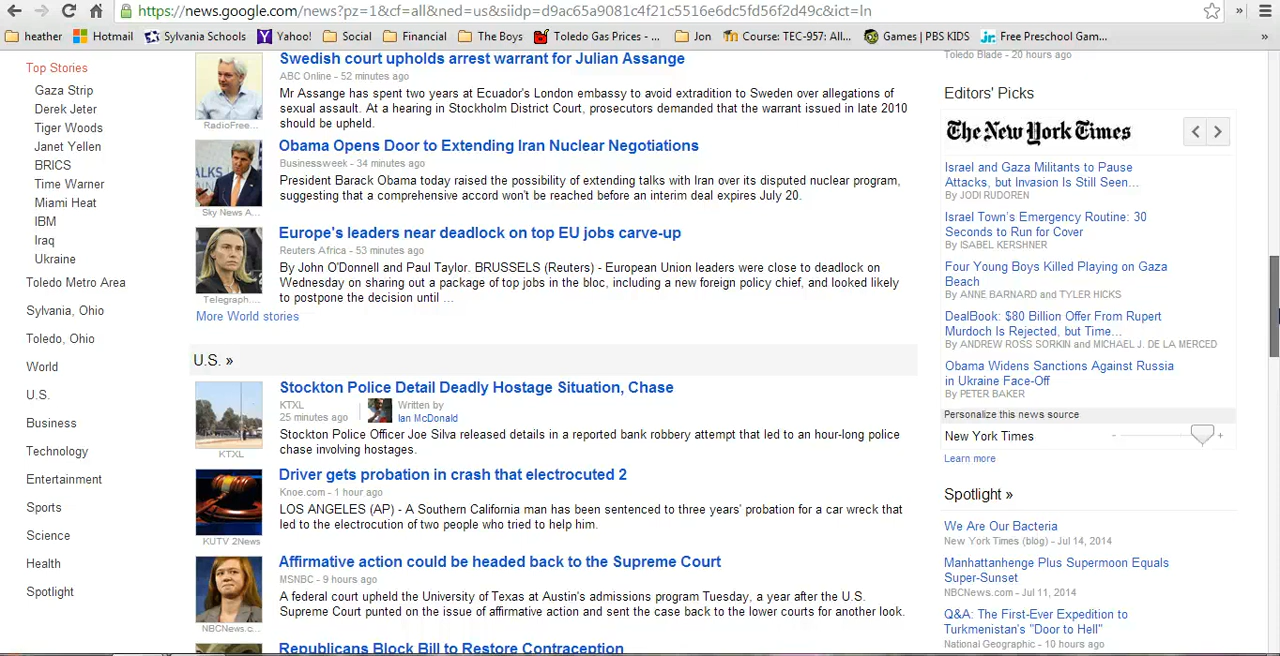 https://news.google.com/news?pz=1&cf=all&ned=us&siidp=d9ac65a9081c4f21c5516e6dc5fd56f2d49c&ict=ln
heather Hotmail Sylvania Schools Yahoo! Social Financial The Boys Toledo Gas Prices - ... Jon Course: TEC-957: All... Games | PBS KIDS Free Preschool Gam... »
Top Stories
Gaza Strip
Derek Jeter
Tiger Woods
Janet Yellen
BRICS
Time Warner
Miami Heat
IBM
Iraq
Ukraine
Toledo Metro Area
Sylvania, Ohio
Toledo, Ohio
World
U.S.
Business
Technology
Entertainment
Sports
Science
Health
Spotlight
Swedish court upholds arrest warrant for Julian Assange
ABC Online - 52 minutes ago
Mr Assange has spent two years at Ecuador's London embassy to avoid extradition to Sweden over allegations of
sexual assault. At a hearing in Stockholm District Court, prosecutors demanded that the warrant issued in late 2010
should be upheld.
RadioFree...
Obama Opens Door to Extending Iran Nuclear Negotiations
Businessweek - 34 minutes ago
President Barack Obama today raised the possibility of extending talks with Iran over its disputed nuclear program,
suggesting that a comprehensive accord won't be reached before an interim deal expires July 20.
Sky News A...
Europe's leaders near deadlock on top EU jobs carve-up
Reuters Africa - 53 minutes ago
By John O'Donnell and Paul Taylor. BRUSSELS (Reuters) - European Union leaders were close to deadlock on
Wednesday on sharing out a package of top jobs in the bloc, including a new foreign policy chief, and looked likely
to postpone the decision until ...
Telegraph....
More World stories
U.S. »
Stockton Police Detail Deadly Hostage Situation, Chase
KTXL
25 minutes ago
Written by
Ian McDonald
Stockton Police Officer Joe Silva released details in a reported bank robbery attempt that led to an hour-long police
chase involving hostages.
KTXL
Driver gets probation in crash that electrocuted 2
Knoe.com - 1 hour ago
LOS ANGELES (AP) - A Southern California man has been sentenced to three years' probation for a car wreck that
led to the electrocution of two people who tried to help him.
KUTV 2News
Affirmative action could be headed back to the Supreme Court
MSNBC - 9 hours ago
A federal court upheld the University of Texas at Austin's admissions program Tuesday, a year after the U.S.
Supreme Court punted on the issue of affirmative action and sent the case back to the lower courts for another look.
NBCNews.c...
Republicans Block Bill to Restore Contraception
Toledo Blade - 20 hours ago
Editors' Picks
The New York Times
Israel and Gaza Militants to Pause
Attacks, but Invasion Is Still Seen...
By JODI RUDOREN
Israel Town's Emergency Routine: 30
Seconds to Run for Cover
By ISABEL KERSHNER
Four Young Boys Killed Playing on Gaza
Beach
By ANNE BARNARD and TYLER HICKS
DealBook: $80 Billion Offer From Rupert
Murdoch Is Rejected, but Time...
By ANDREW ROSS SORKIN and MICHAEL J. DE LA MERCED
Obama Widens Sanctions Against Russia
in Ukraine Face-Off
By PETER BAKER
Personalize this news source
New York Times - +
Learn more
Spotlight »
We Are Our Bacteria
New York Times (blog) - Jul 14, 2014
Manhattanhenge Plus Supermoon Equals
Super-Sunset
NBCNews.com - Jul 11, 2014
Q&A: The First-Ever Expedition to
Turkmenistan's "Door to Hell"
National Geographic - 10 hours ago